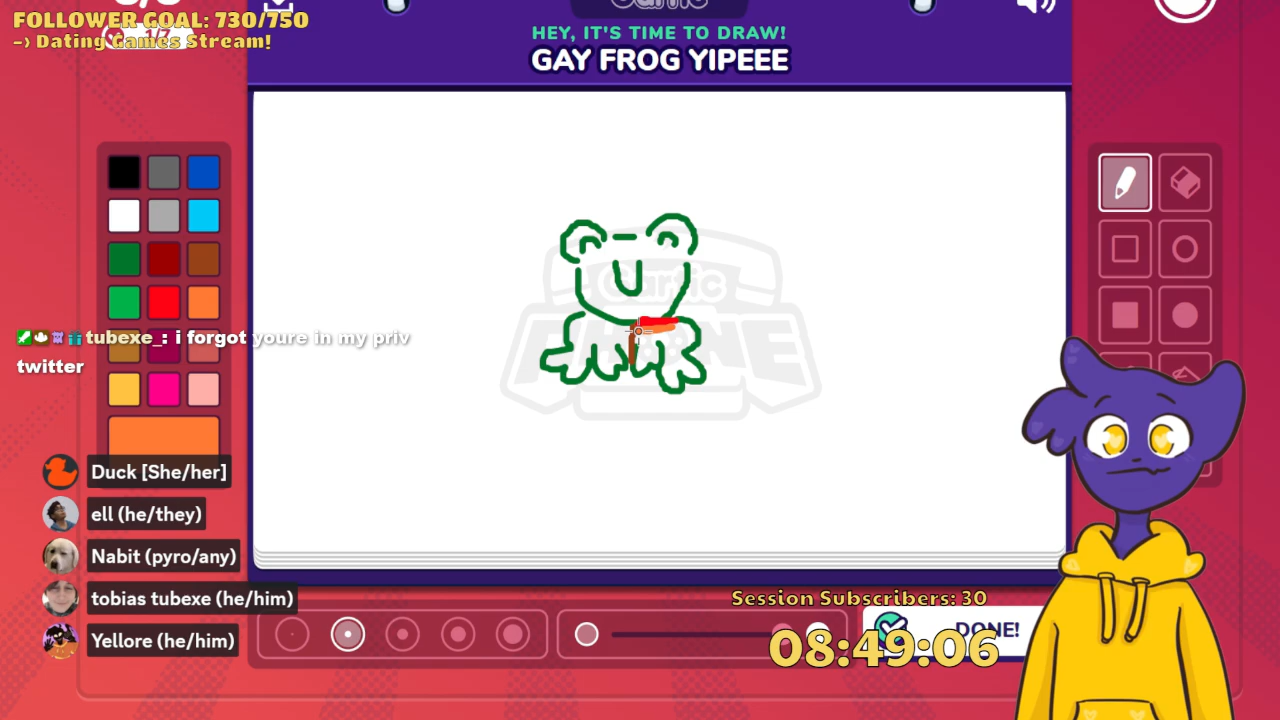 FOLLOWER GOAL: 730/750
-> Dating Games Stream!
HEY, IT'S TIME TO DRAW!
GAY FROG YIPEEE
Garlic
PHONE
tubexe_: i forgot youre in my priv
twitter
Duck [She/her]
ell (he/they)
Nabit (pyro/any)
tobias tubexe (he/him)
Yellore (he/him)
Session Subscribers: 30
DONE!
08:49:06